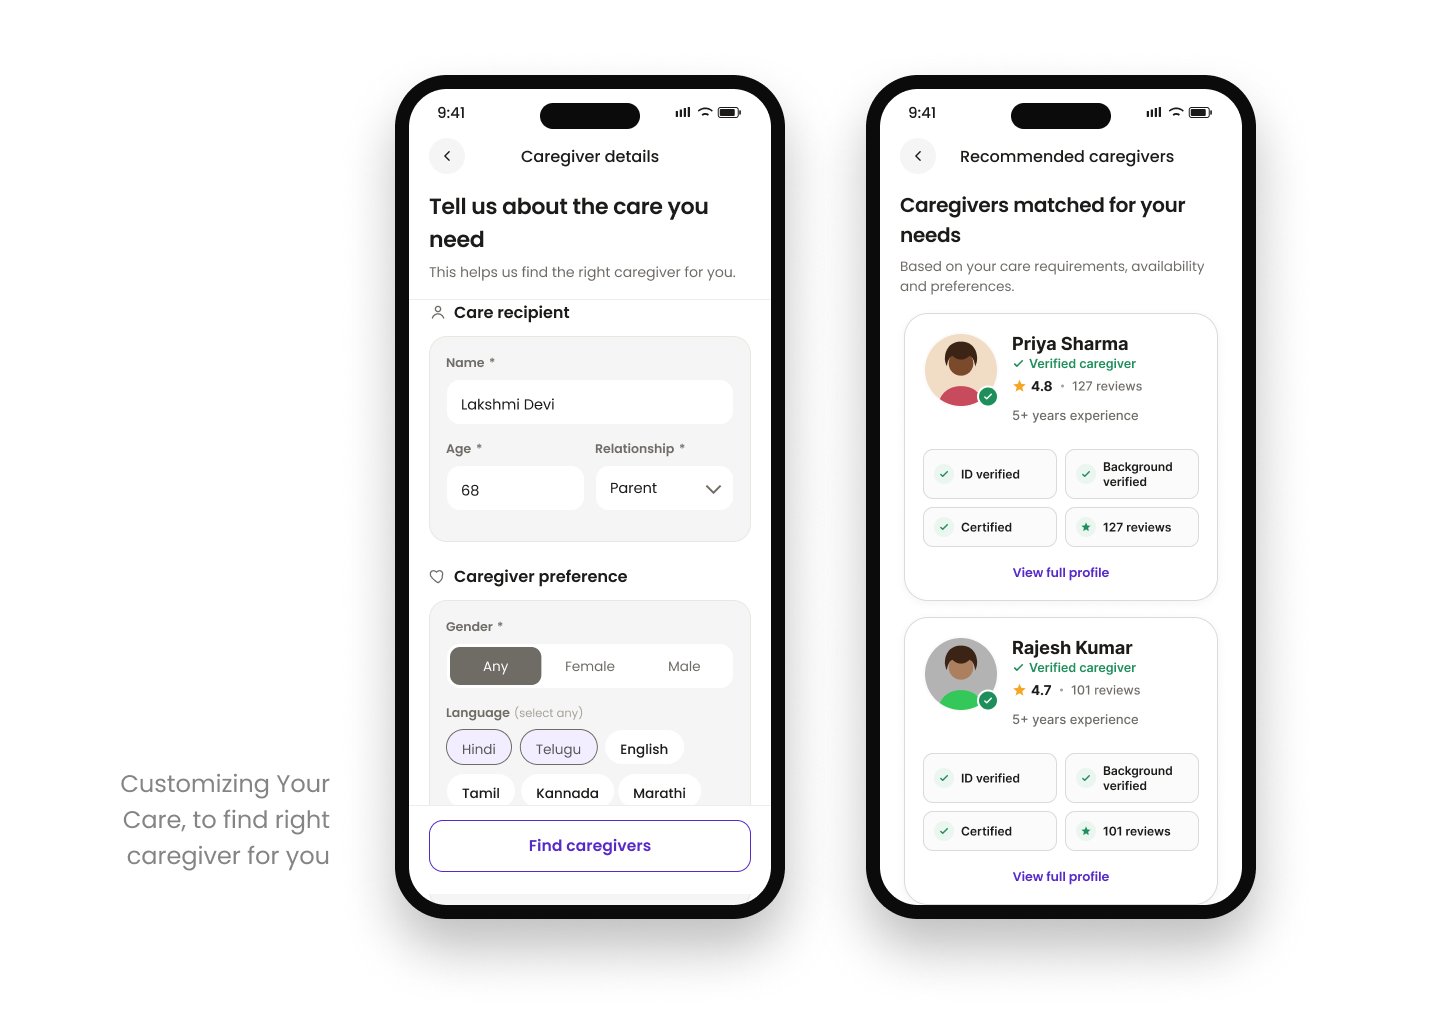 9:41
Caregiver details
Tell us about the care you
need
This helps us find the right caregiver for you.
Care recipient
Name *
Lakshmi Devi
Age * Relationship *
68 Parent
Caregiver preference
Gender *
Any Female Male
Language (select any)
Hindi Telugu English
Tamil Kannada Marathi
Find caregivers
Customizing Your
Care, to find right
caregiver for you
9:41
Recommended caregivers
Caregivers matched for your
needs
Based on your care requirements, availability
and preferences.
Priya Sharma
Verified caregiver
4.8 • 127 reviews
5+ years experience
ID verified
Background
verified
Certified
127 reviews
View full profile
Rajesh Kumar
Verified caregiver
4.7 • 101 reviews
5+ years experience
ID verified
Background
verified
Certified
101 reviews
View full profile